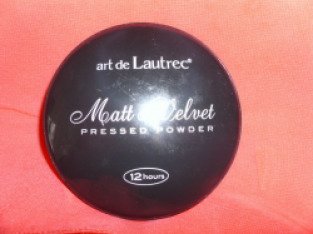 art de Lautrec®
Matt & Velvet
PRESSED POWDER
12 hours